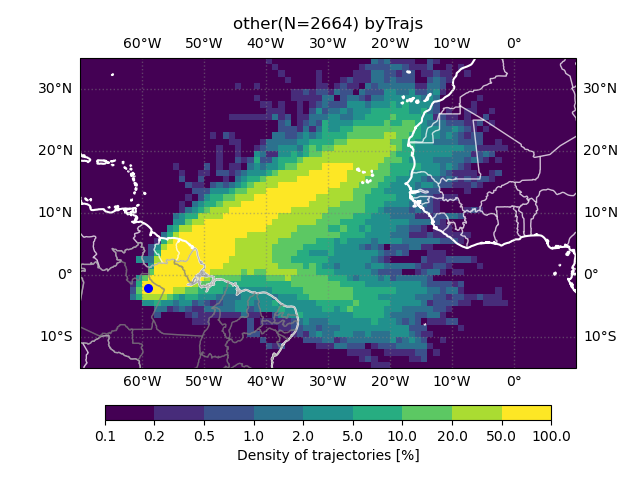 other(N=2664) byTrajs
60°W 50°W 40°W 30°W 20°W 10°W 0°
30°N 30°N
20°N 20°N
10°N 10°N
0° 0°
10°S 10°S
60°W 50°W 40°W 30°W 20°W 10°W 0°
0.1 0.2 0.5 1.0 2.0 5.0 10.0 20.0 50.0 100.0
Density of trajectories [%]